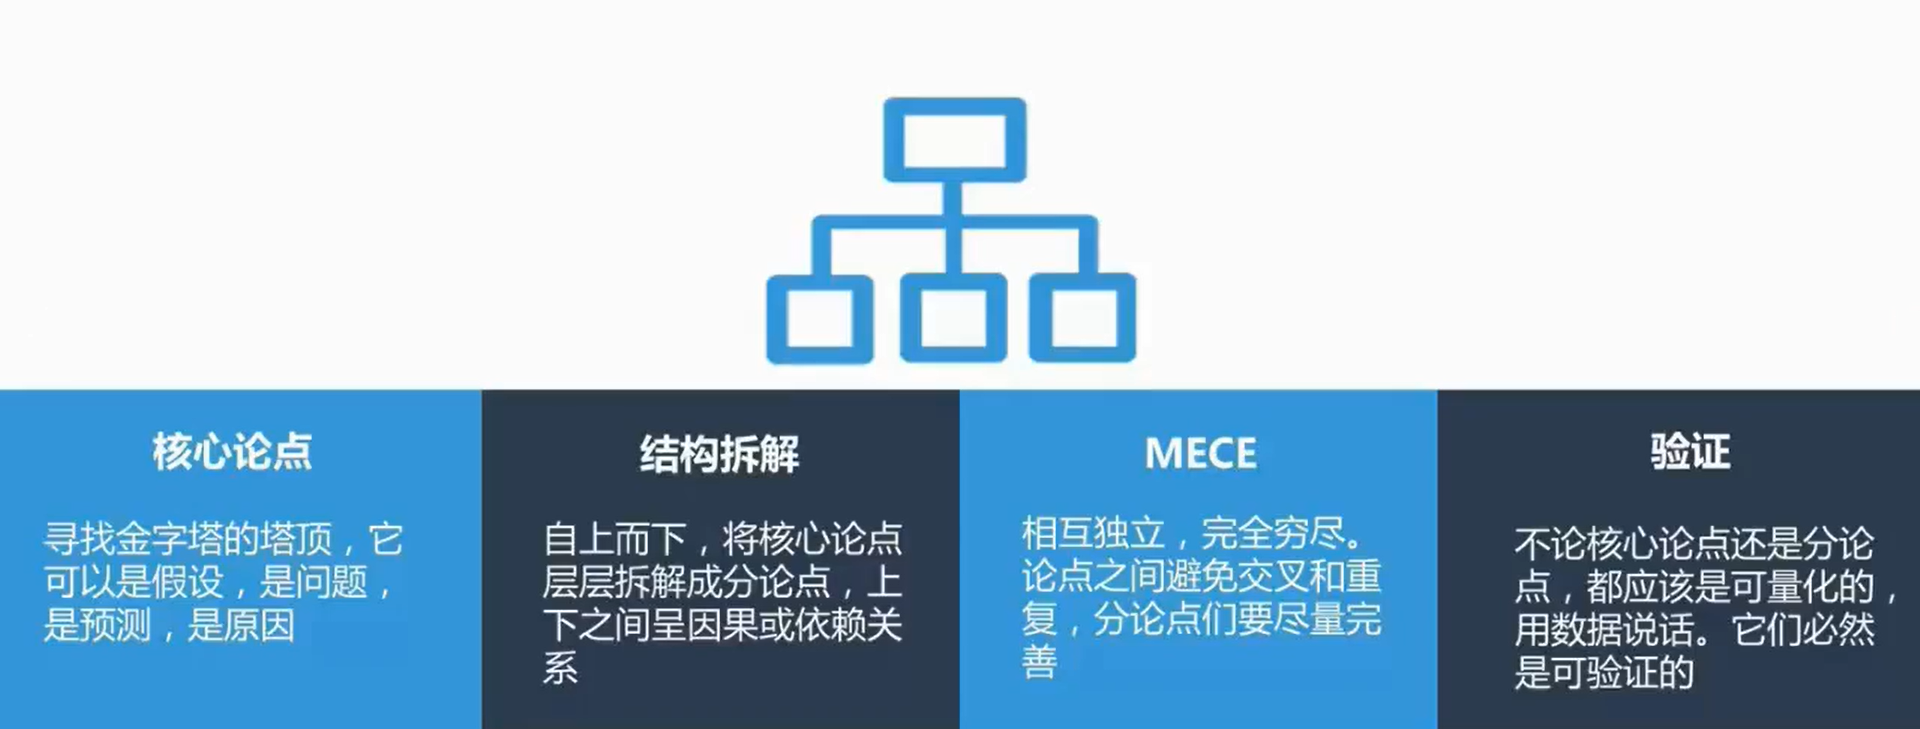 核心论点
寻找金字塔的塔顶，它
可以是假设，是问题，
是预测，是原因
结构拆解
自上而下，将核心论点
层层拆解成分论点，上
下之间呈因果或依赖关
系
MECE
相互独立，完全穷尽。
论点之间避免交叉和重
复，分论点们要尽量完
善
验证
不论核心论点还是分论
点，都应该是可量化的，
用数据说话。它们必然
是可验证的